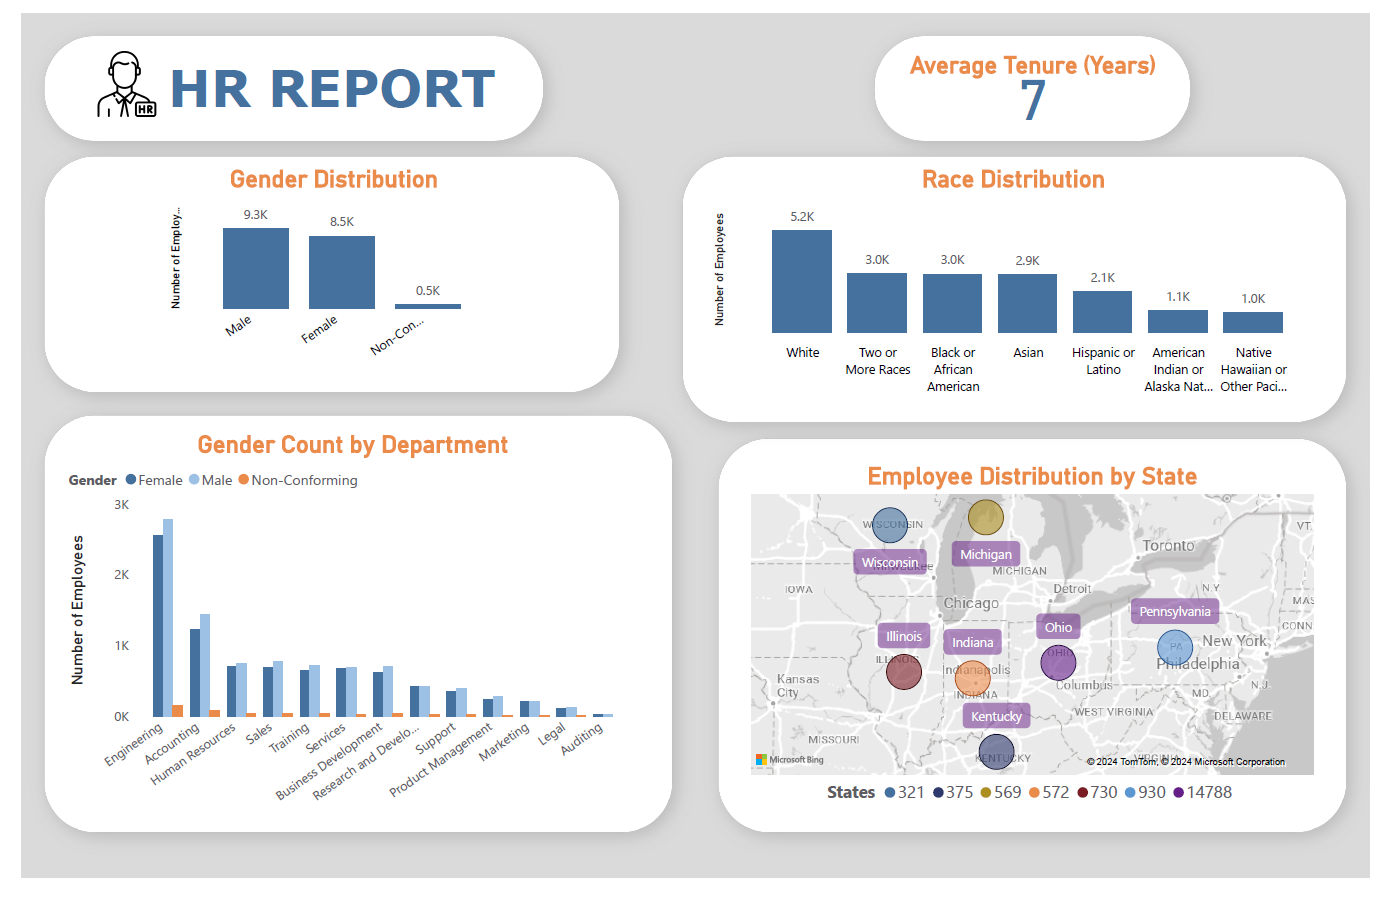 HR
HR REPORT
Average Tenure (Years)
7
Gender Distribution
Number of Employ...
9.3K
8.5K
0.5K
Male
Female
Non-Con...
Race Distribution
Number of Employees
5.2K
3.0K
3.0K
2.9K
2.1K
1.1K
1.0K
White
Two or
More Races
Black or
African
American
Asian
Hispanic or
Latino
American
Indian or
Alaska Nat...
Native
Hawaiian or
Other Paci...
Gender Count by Department
Gender Female Male Non-Conforming
Number of Employees
3K
2K
1K
0K
Engineering
Accounting
Human Resources
Sales
Training
Services
Business Development
Research and Develo...
Support
Product Management
Marketing
Legal
Auditing
Employee Distribution by State
WISCONSIN
Wisconsin
Milwaukee
Michigan
MICHIGAN
Toronto
VT
IOWA
Chicago
Detroit
N.Y
MAS
CONN
Pennsylvania
Illinois
ILLINOIS
Indiana
Indianapolis
INDIANA
Ohio
OHIO
Columbus
PA
New York
Philadelphia
Kansas
City
N.J.
MD.
WEST VIRGINIA
DELAWARE
Kentucky
KENTUCKY
MISSOURI
VIRGINIA
Microsoft Bing
© 2024 TomTom, © 2024 Microsoft Corporation
States 321 375 569 572 730 930 14788